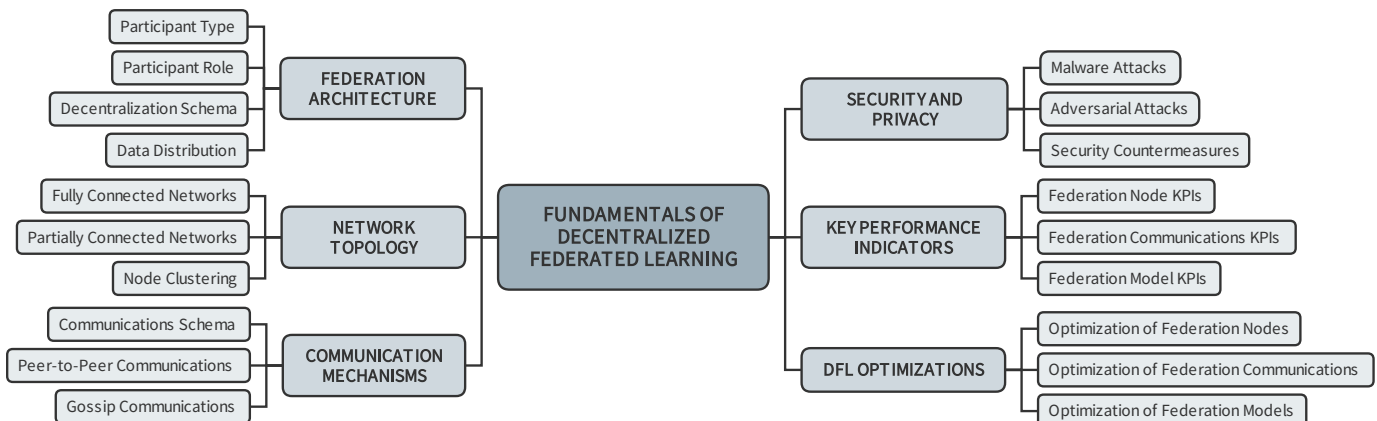 Participant Type
Participant Role
Decentralization Schema
Data Distribution
FEDERATION
ARCHITECTURE
Fully Connected Networks
Partially Connected Networks
Node Clustering
NETWORK
TOPOLOGY
Communications Schema
Peer-to-Peer Communications
Gossip Communications
COMMUNICATION
MECHANISMS
FUNDAMENTALS OF
DECENTRALIZED
FEDERATED LEARNING
SECURITY AND
PRIVACY
Malware Attacks
Adversarial Attacks
Security Countermeasures
KEY PERFORMANCE
INDICATORS
Federation Node KPIs
Federation Communications KPIs
Federation Model KPIs
DFL OPTIMIZATIONS
Optimization of Federation Nodes
Optimization of Federation Communications
Optimization of Federation Models